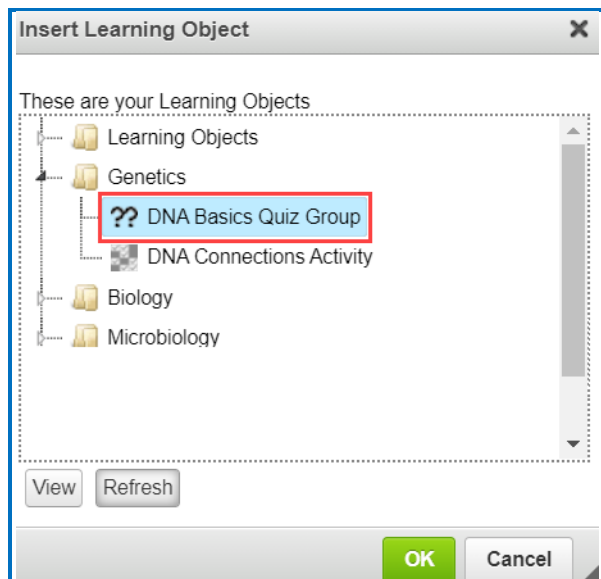 Insert Learning Object
These are your Learning Objects
Learning Objects
Genetics
?? DNA Basics Quiz Group
DNA Connections Activity
Biology
Microbiology
View Refresh
OK Cancel